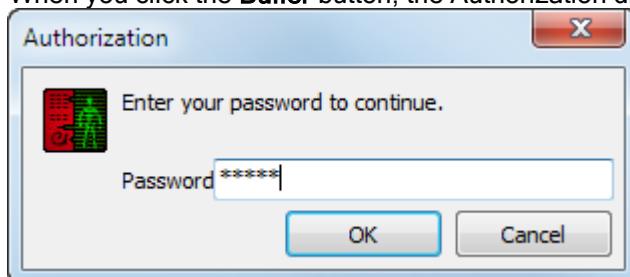 When you click the Buffer button, the Authorization d
Authorization
Enter your password to continue.
Password *****
OK
Cancel